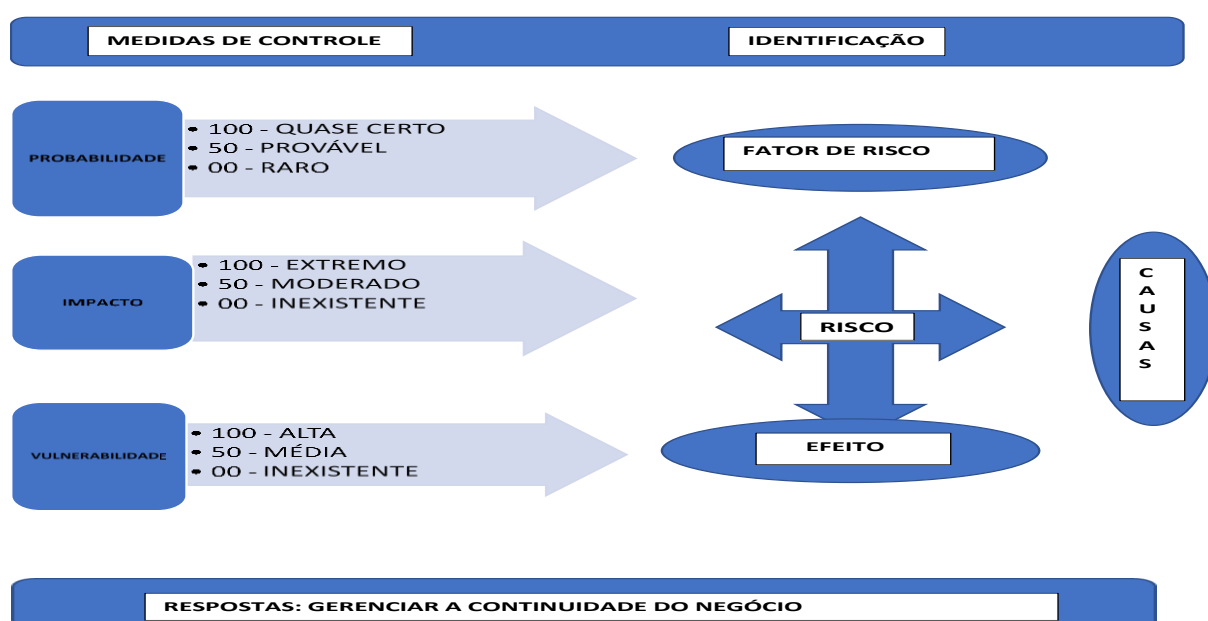 MEDIDAS DE CONTROLE
IDENTIFICAÇÃO
PROBABILIDADE
• 100 - QUASE CERTO
• 50 - PROVÁVEL
• 00 - RARO
FATOR DE RISCO
IMPACTO
• 100 - EXTREMO
• 50 - MODERADO
• 00 - INEXISTENTE
RISCO
C
A
U
S
A
S
VULNERABILIDADE
• 100 - ALTA
• 50 - MÉDIA
• 00 - INEXISTENTE
EFEITO
RESPOSTAS: GERENCIAR A CONTINUIDADE DO NEGÓCIO